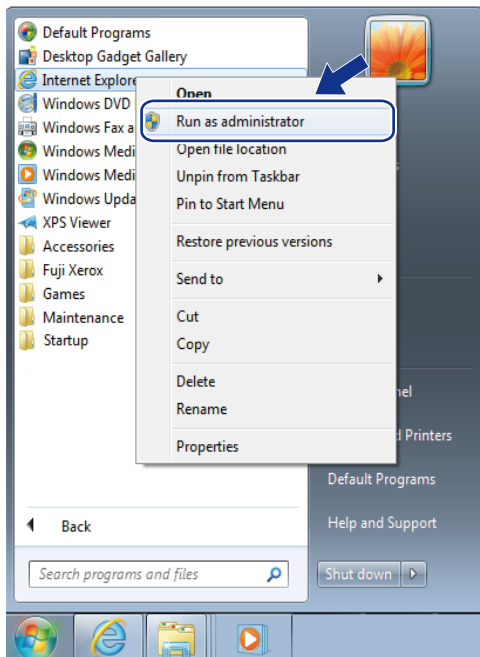 Default Programs
Desktop Gadget Gallery
Internet Explore
Windows DVD
Windows Fax a
Windows Medi
Windows Medi
Windows Upda
XPS Viewer
Accessories
Fuji Xerox
Games
Maintenance
Startup
Back
Search programs and files
Open
Run as administrator
Open file location
Unpin from Taskbar
Pin to Start Menu
Restore previous versions
Send to
Cut
Copy
Delete
Rename
Properties
Printers
Default Programs
Help and Support
Shut down